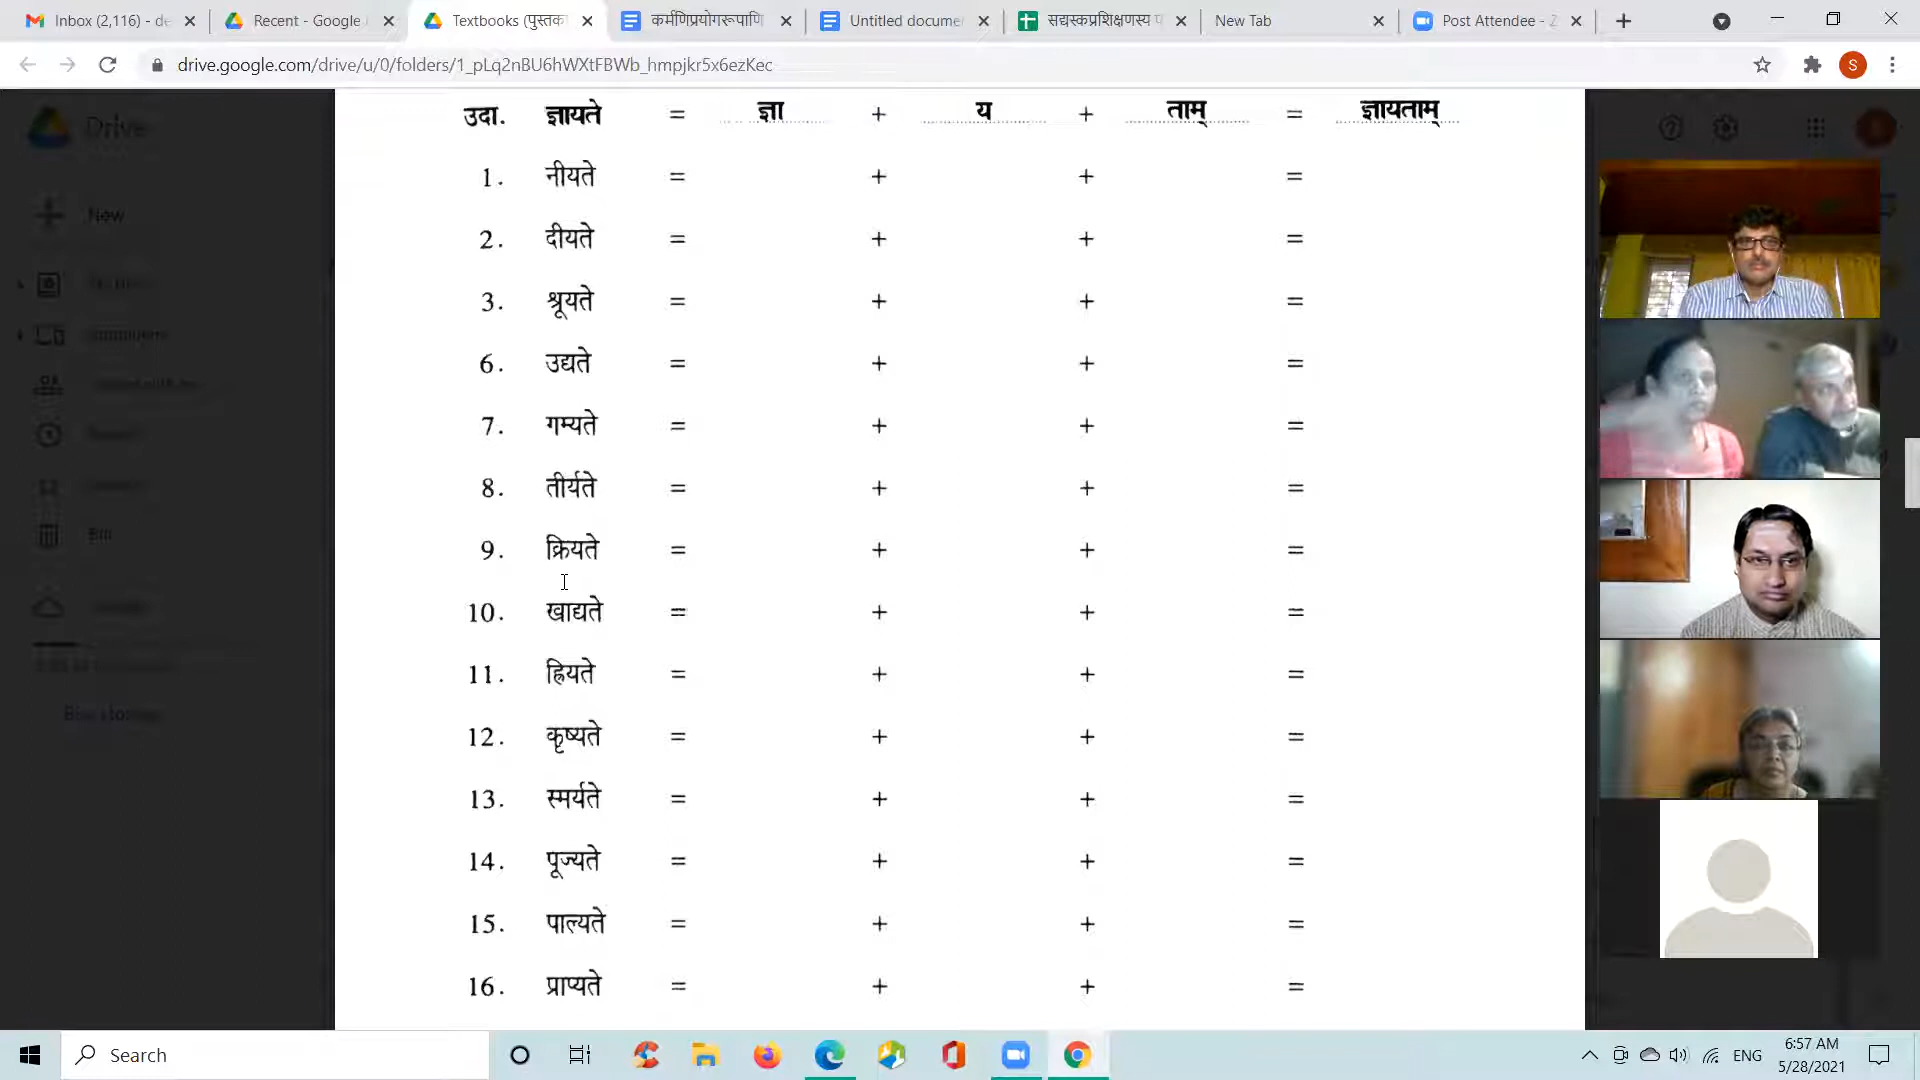 Inbox (2,116) - de
Recent - Google
Textbooks (पुस्तक
कर्मणिप्रयोगरूपाणि
Untitled docume
सद्यस्कप्रशिक्षणस्य
New Tab
Post Attendee - Z
drive.google.com/drive/u/0/folders/1_pLq2nBU6hWXtFBWb_hmpjkr5x6ezKec
S
Drive
New
उदा. ज्ञायते = ज्ञा + य + ताम् = ज्ञायताम्
1. नीयते = + + =
2. दीयते = + + =
3. श्रूयते = + + =
6. उद्यते = + + =
7. गम्यते = + + =
8. तीर्यते = + + =
9. क्रियते = + + =
10. खाद्यते = + + =
11. ह्रियते = + + =
12. कृष्यते = + + =
13. स्मर्यते = + + =
14. पूज्यते = + + =
15. पाल्यते = + + =
16. प्राप्यते = + + =
Search
ENG
6:57 AM
5/28/2021